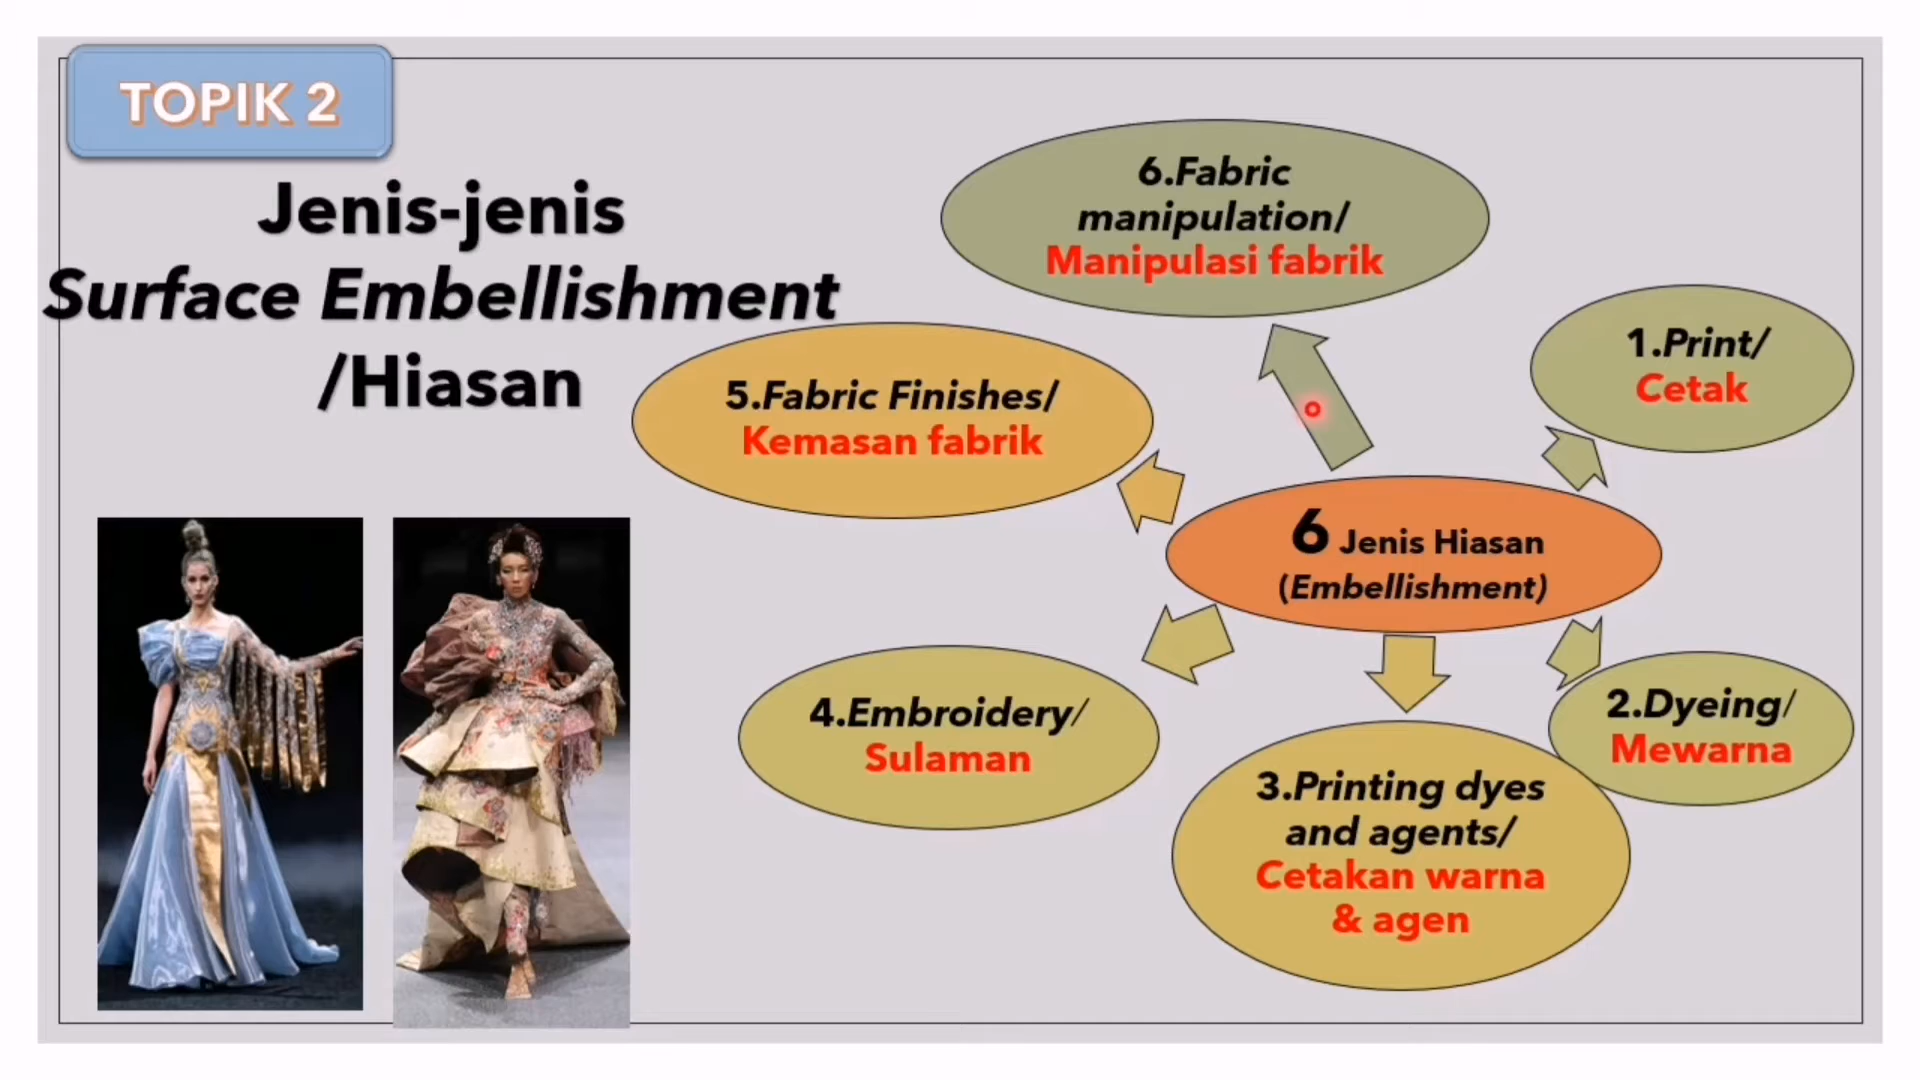 TOPIK 2
Jenis-jenis
Surface Embellishment
/Hiasan
6 Jenis Hiasan
(Embellishment)
1.Print/
Cetak
2.Dyeing/
Mewarna
3.Printing dyes
and agents/
Cetakan warna
& agen
4.Embroidery/
Sulaman
5.Fabric Finishes/
Kemasan fabrik
6.Fabric
manipulation/
Manipulasi fabrik